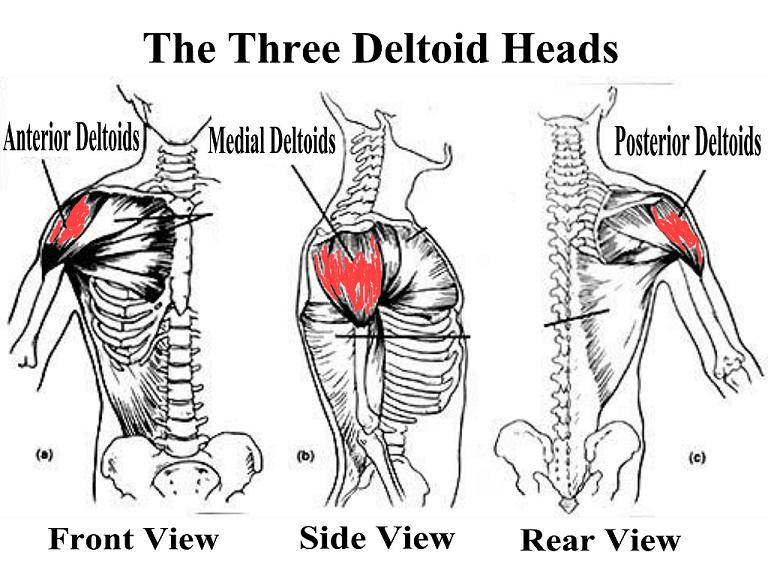 The Three Deltoid Heads
Anterior Deltoids
Medial Deltoids
Posterior Deltoids
(a)
(b)
(c)
Front View
Side View
Rear View